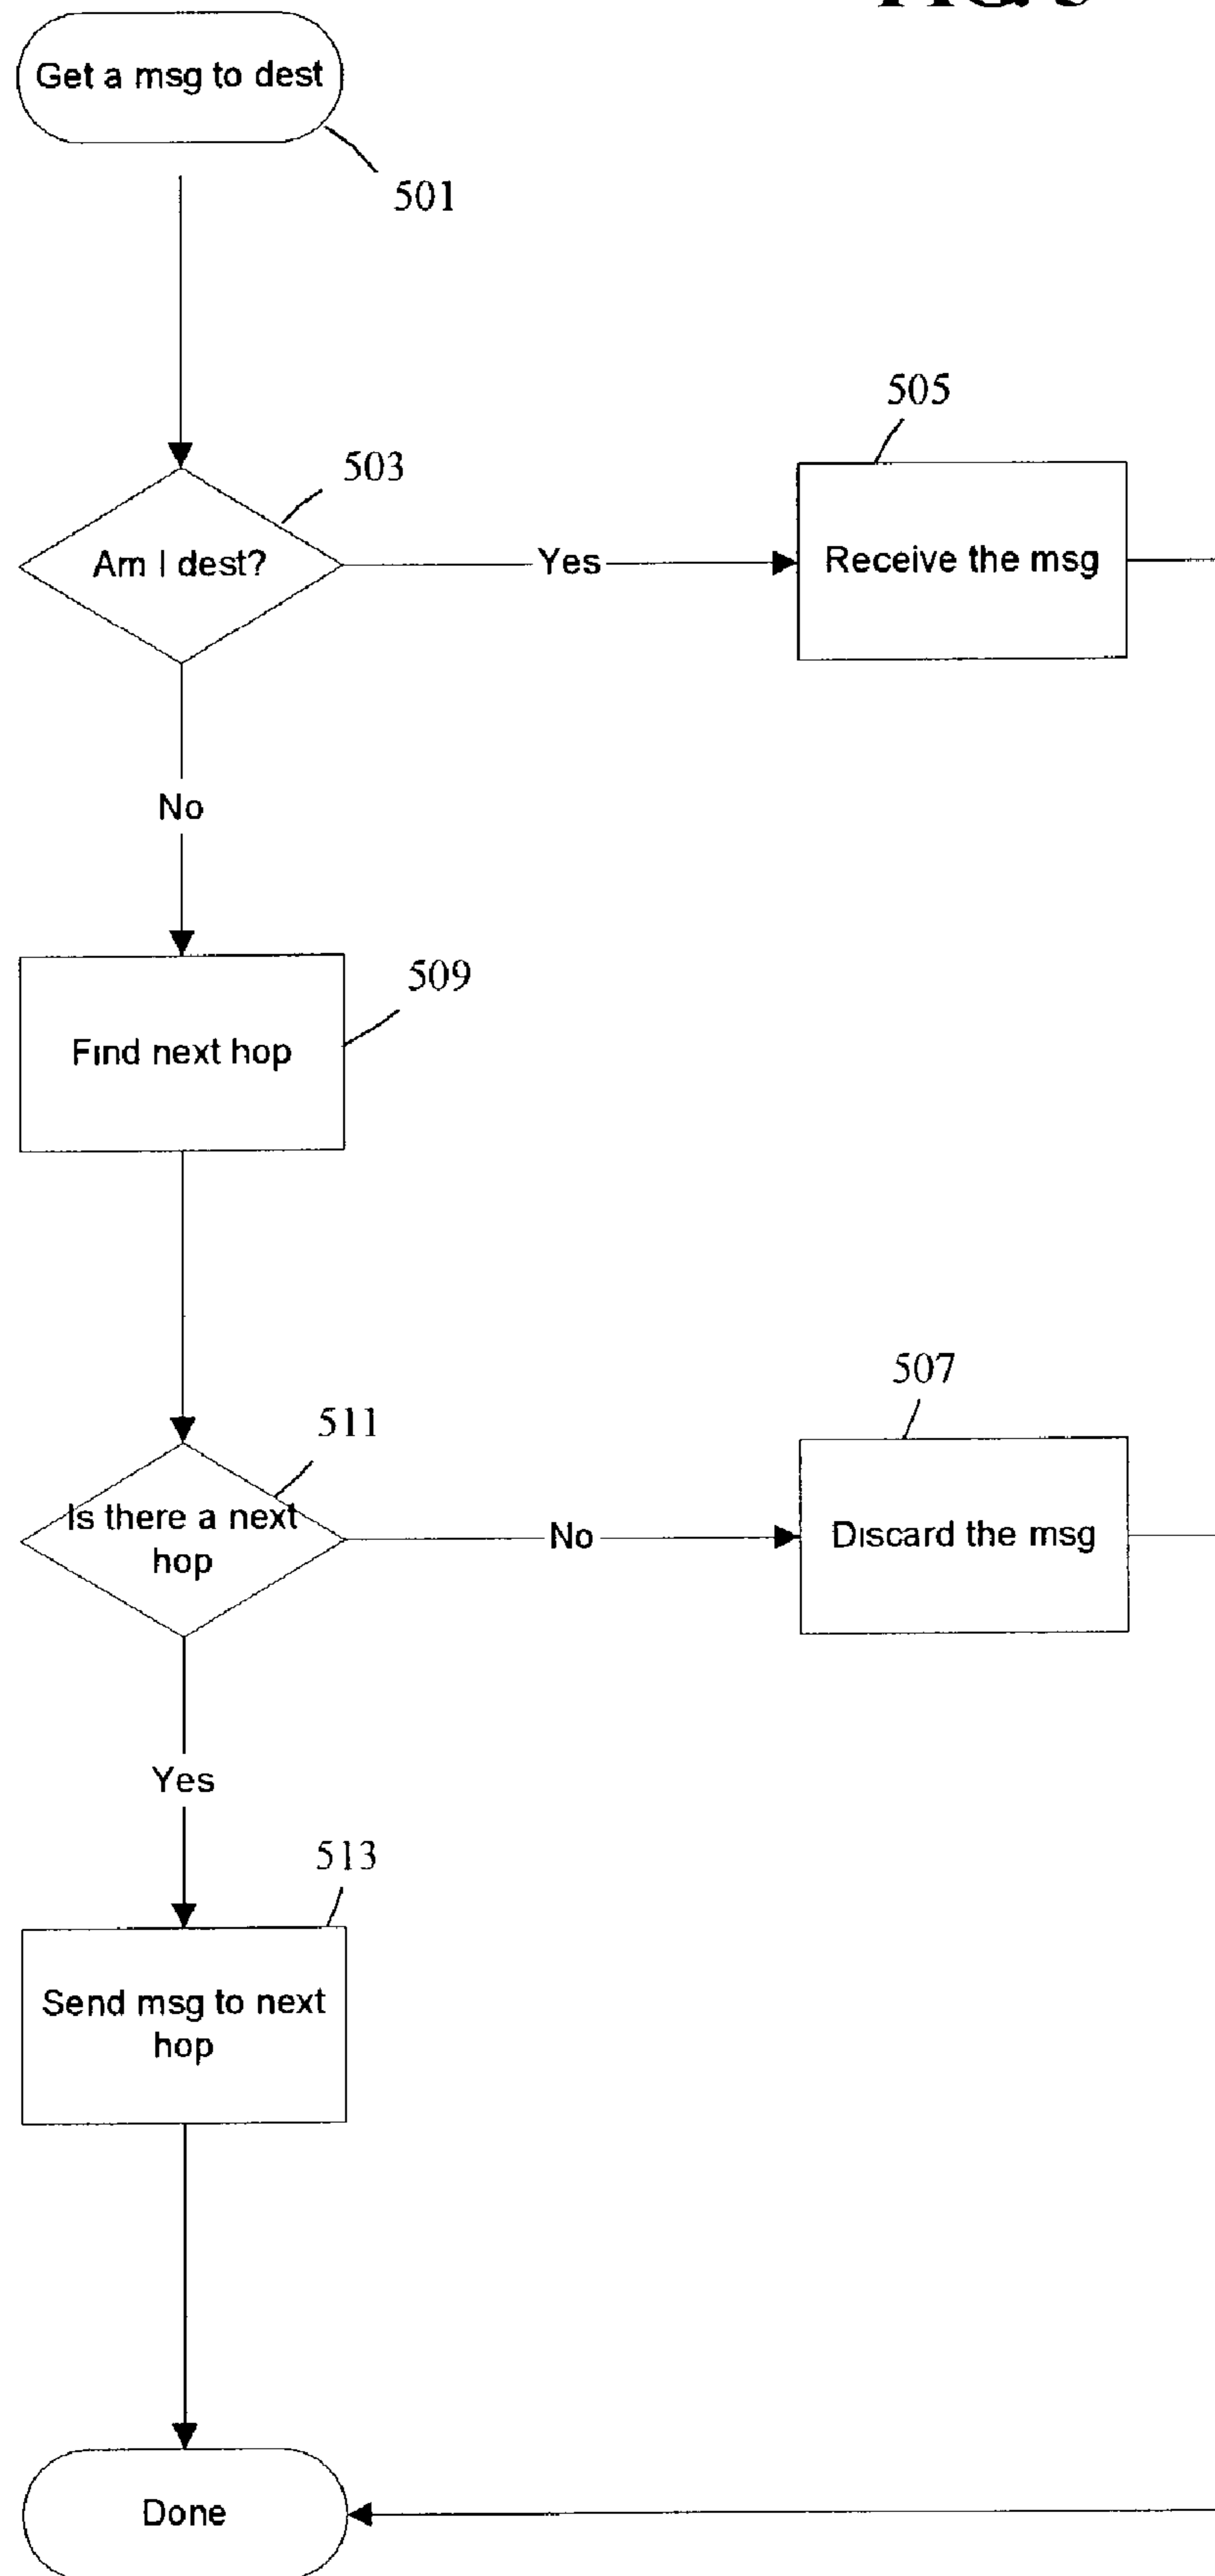 Get a msg to dest
501
505
503
Am I dest?
Yes
Receive the msg
No
509
Find next hop
507
511
Is there a next
hop
No
Discard the msg
Yes
513
Send msg to next
hop
Done